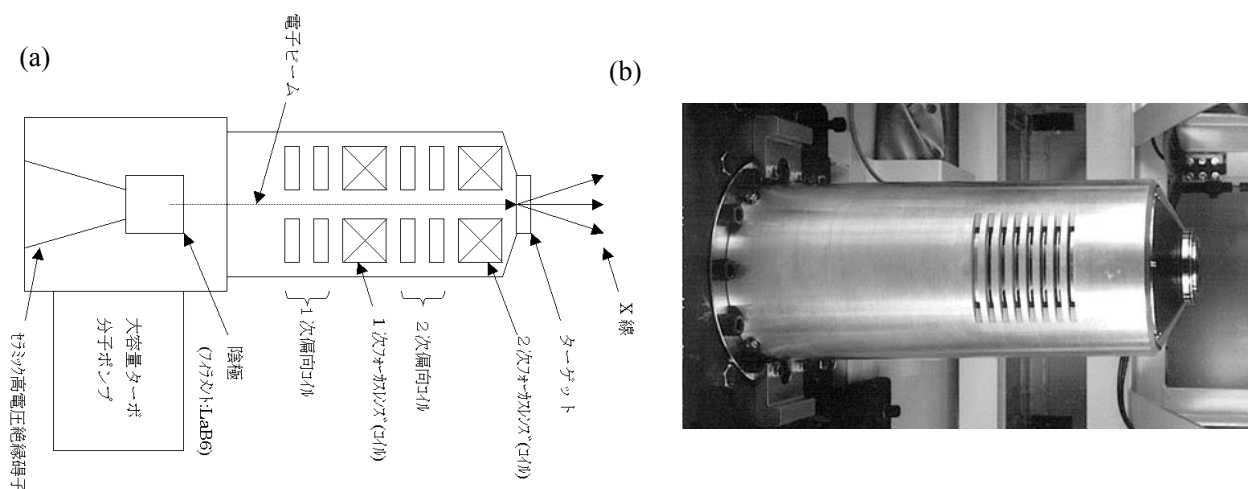 (a)
(b)
電子ビーム
X線
ターゲット
2次フォーカスレンズ(コイル)
2次偏向コイル
1次フォーカスレンズ(コイル)
1次偏向コイル
陰極
(フィラメント:LaB6)
大容量ターボ
分子ポンプ
セラミック高電圧絶縁碍子